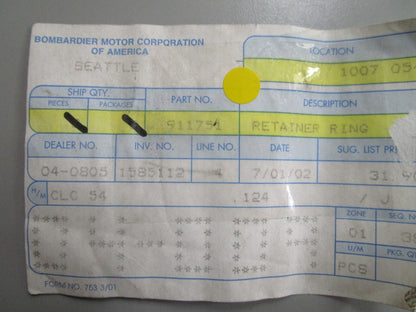 BOMBARDIER MOTOR CORPORATION
OF AMERICA
LOCATION
SEATTLE
1007 05
SHIP QTY.
PIECES PACKAGES PART NO. DESCRIPTION
911751 RETAINER RING
DEALER NO. INV. NO. LINE NO. DATE SUG. LIST
04-0805 1585112 4 7/01/02
H/M CLC 54 .124 / J
ZONE SEQ.
01
U/M PKG. QT
PCS
FORM NO. 753 3/01